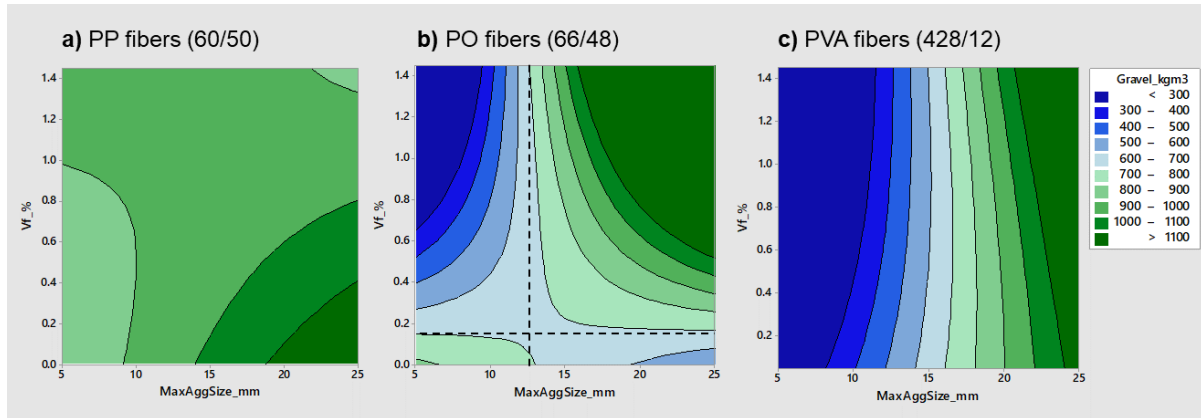 a) PP fibers (60/50)
b) PO fibers (66/48)
c) PVA fibers (428/12)
Vf_%
1.4
1.2
1.0
0.8
0.6
0.4
0.2
0.0
5
10
15
20
25
MaxAggSize_mm
Vf_%
1.4
1.2
1.0
0.8
0.6
0.4
0.2
0.0
5
10
15
20
25
MaxAggSize_mm
Vf_%
1.4
1.2
1.0
0.8
0.6
0.4
0.2
5
10
15
20
25
MaxAggSize_mm
Gravel_kgm3
< 300
300 – 400
400 – 500
500 – 600
600 – 700
700 – 800
800 – 900
900 – 1000
1000 – 1100
> 1100